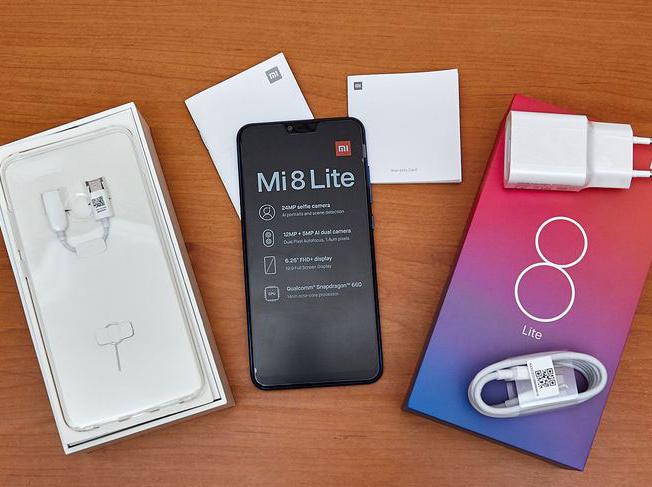 mi
mi
Warranty Card
mi
Mi 8 Lite
24MP selfie camera
AI portraits and scene detection
12MP + 5MP AI dual camera
Dual Pixel Autofocus, 1.4μm pixels
6.26" FHD+ display
19:9 Full Screen Display
Qualcomm® Snapdragon™ 660
14nm octa-core processor
CPU
8
Lite